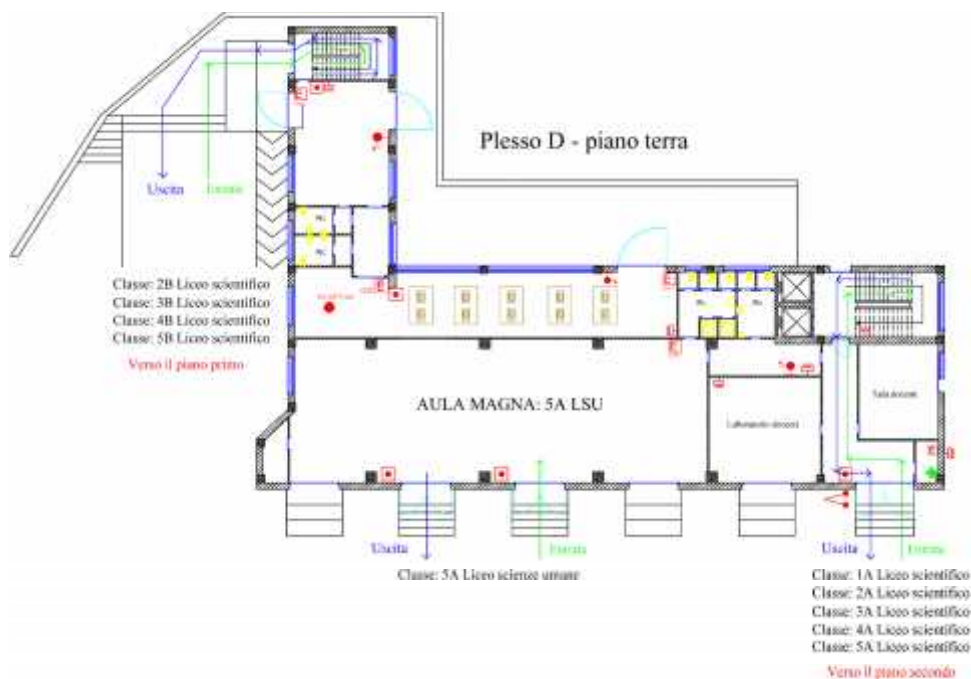 Plesso D - piano terra
Uscita
Entrata
Classe: 2B Liceo scientifico
Classe: 3B Liceo scientifico
Classe: 4B Liceo scientifico
Classe: 5B Liceo scientifico
Verso il piano primo
AULA MAGNA: 5A LSU
Sala docenti
Laboratorio docenti
Uscita
Entrata
Classe: 5A Liceo scienze umane
Uscita
Entrata
Classe: 1A Liceo scientifico
Classe: 2A Liceo scientifico
Classe: 3A Liceo scientifico
Classe: 4A Liceo scientifico
Classe: 5A Liceo scientifico
Verso il piano secondo